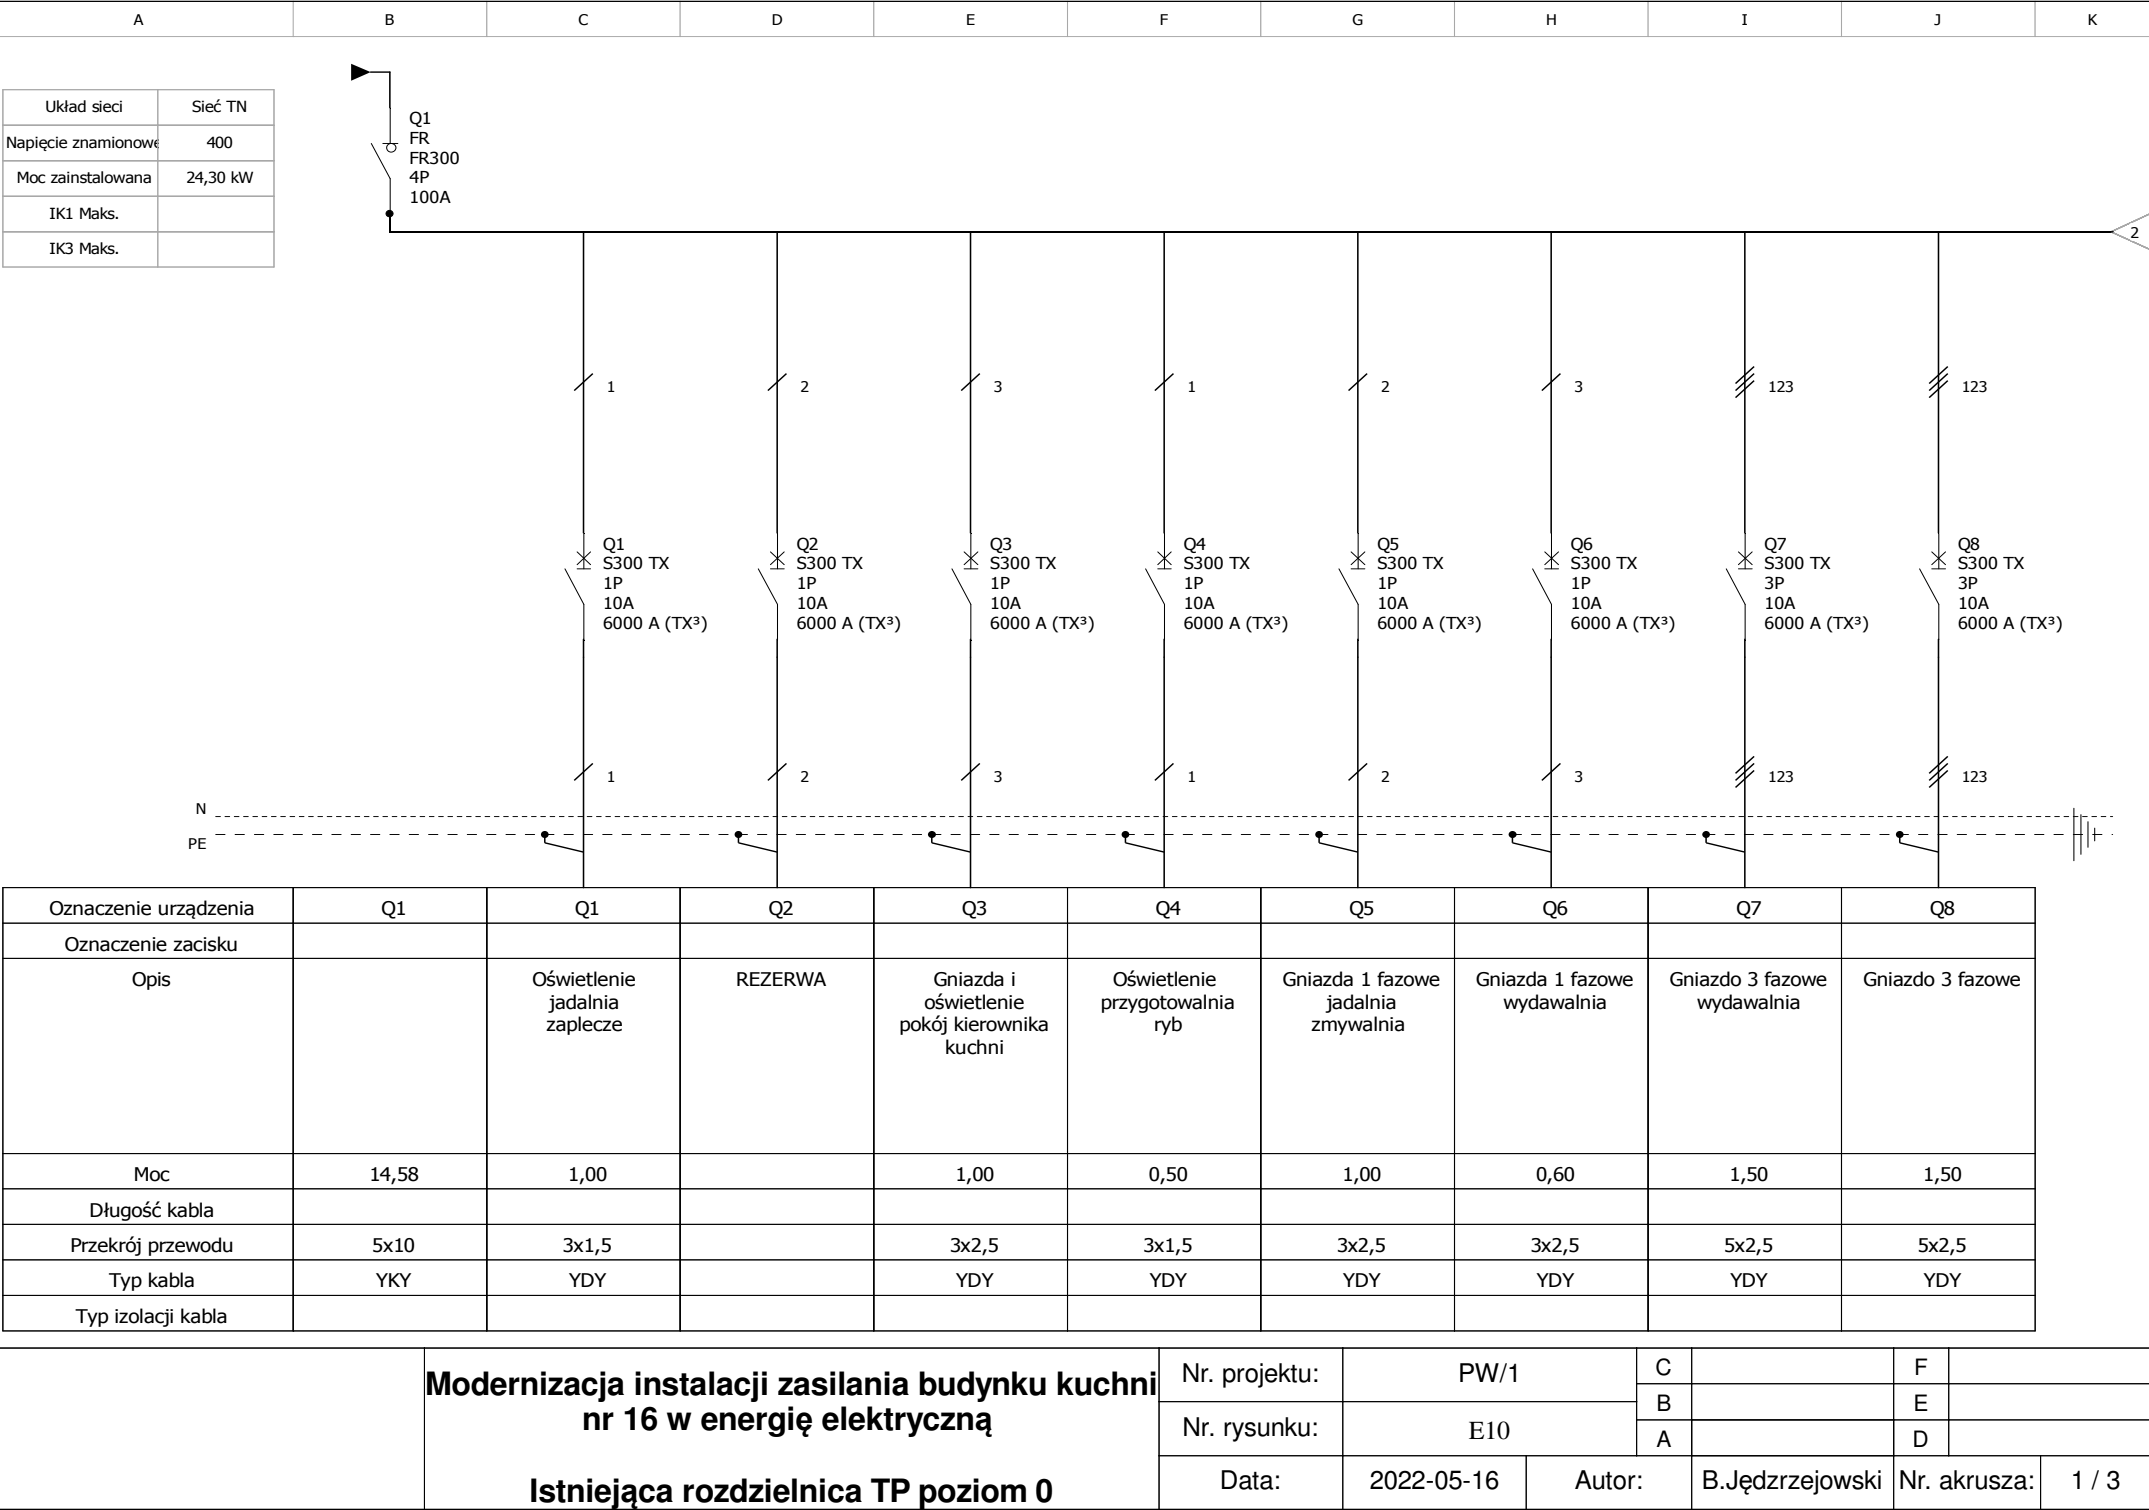 A B C D E F G H I J K
Układ sieci Sieć TN
Napięcie znamionowe 400
Moc zainstalowana 24,30 kW
IK1 Maks.
IK3 Maks.
Q1
FR
FR300
4P
100A
2
1 2 3 1 2 3 123 123
Q1 Q2 Q3 Q4 Q5 Q6 Q7 Q8
S300 TX S300 TX S300 TX S300 TX S300 TX S300 TX S300 TX S300 TX
1P 1P 1P 1P 1P 1P 3P 3P
10A 10A 10A 10A 10A 10A 10A 10A
6000 A (TX³) 6000 A (TX³) 6000 A (TX³) 6000 A (TX³) 6000 A (TX³) 6000 A (TX³) 6000 A (TX³) 6000 A (TX³)
1 2 3 1 2 3 123 123
N
PE
Oznaczenie urządzenia Q1 Q1 Q2 Q3 Q4 Q5 Q6 Q7 Q8
Oznaczenie zacisku
Opis Oświetlenie REZERWA Gniazda i Oświetlenie Gniazda 1 fazowe Gniazda 1 fazowe Gniazdo 3 fazowe Gniazdo 3 fazowe
jadalnia oświetlenie przygotowalnia jadalnia wydawalnia wydawalnia
zaplecze pokój kierownika ryb zmywalnia
kuchni
Moc 14,58 1,00 1,00 0,50 1,00 0,60 1,50 1,50
Długość kabla
Przekrój przewodu 5x10 3x1,5 3x2,5 3x1,5 3x2,5 3x2,5 5x2,5 5x2,5
Typ kabla YKY YDY YDY YDY YDY YDY YDY YDY
Typ izolacji kabla
Modernizacja instalacji zasilania budynku kuchni
nr 16 w energię elektryczną
Istniejąca rozdzielnica TP poziom 0
Nr. projektu: PW/1 C F
B E
Nr. rysunku: E10 A D
Data: 2022-05-16 Autor: B.Jędzrzejowski Nr. akrusza: 1 / 3